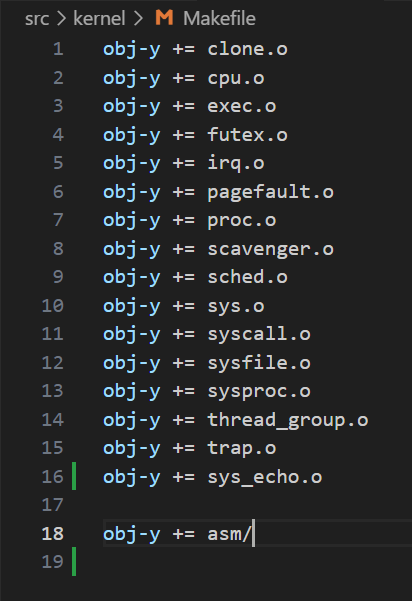 src > kernel > M Makefile
1 obj-y += clone.o
2 obj-y += cpu.o
3 obj-y += exec.o
4 obj-y += futex.o
5 obj-y += irq.o
6 obj-y += pagefault.o
7 obj-y += proc.o
8 obj-y += scavenger.o
9 obj-y += sched.o
10 obj-y += sys.o
11 obj-y += syscall.o
12 obj-y += sysfile.o
13 obj-y += sysproc.o
14 obj-y += thread_group.o
15 obj-y += trap.o
16 obj-y += sys_echo.o
17
18 obj-y += asm/
19